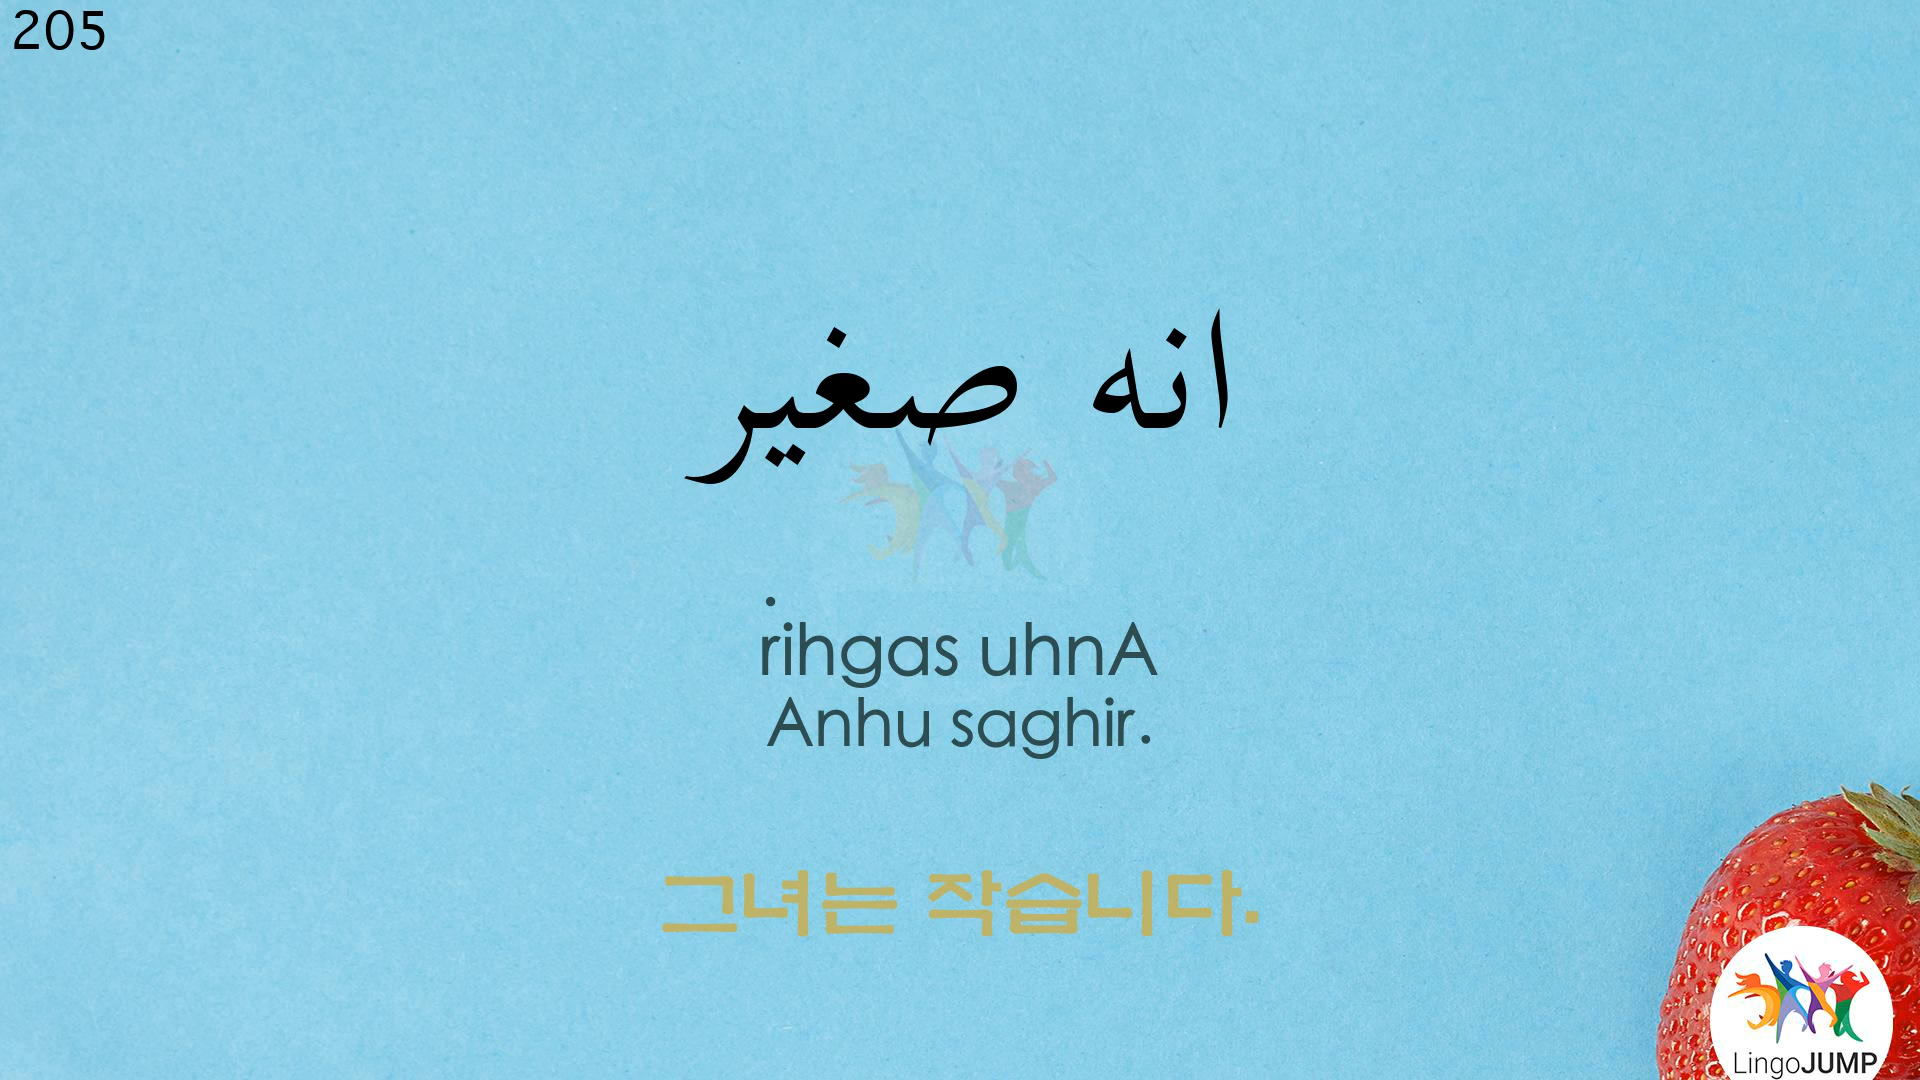 205
انه صغير
.
rihgas uhnA
Anhu saghir.
그녀는 작습니다.
LingoJUMP